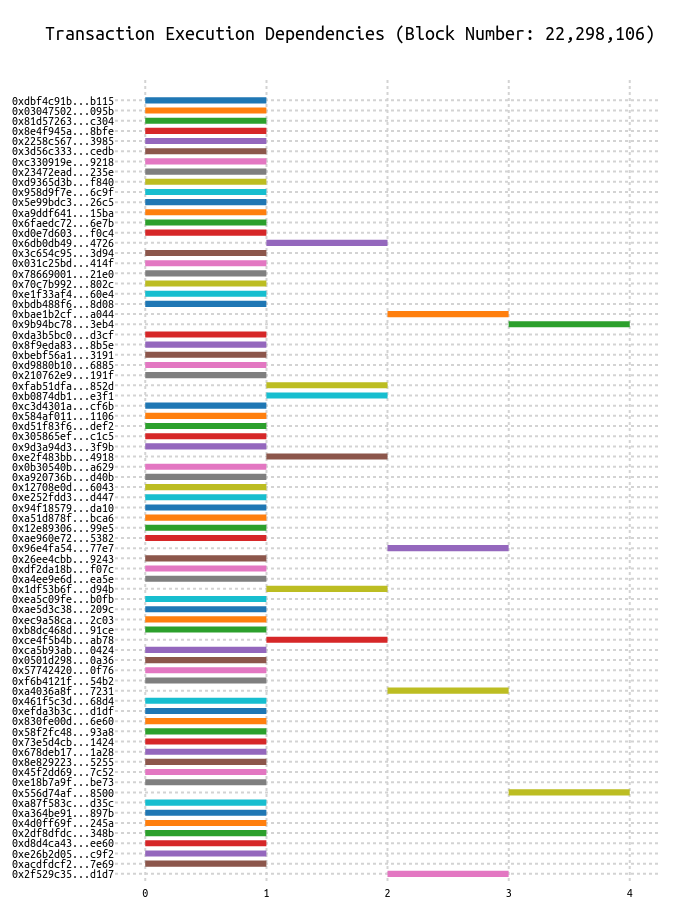 Transaction Execution Dependencies (Block Number: 22,298,106)
0xdbf4c91b...b115
0x03047502...095b
0x81d57263...c304
0x8e4f945a...8bfe
0x2258c567...3985
0x3d56c333...cedb
0xc330919e...9218
0x23472ead...235e
0xd9365d3b...f840
0x958d9f7e...6c9f
0x5e99bdc3...26c5
0xa9ddf641...15ba
0x6faedc72...6e7b
0xd0e7d603...f0c4
0x6db0db49...4726
0x3c654c95...3d94
0x031c25bd...414f
0x78669001...21e0
0x70c7b992...802c
0xe1f33af4...60e4
0xbdb488f6...8d08
0xbae1b2cf...a044
0x9b94bc78...3eb4
0xda3b5bc0...d3cf
0x8f9eda83...8b5e
0xbebf56a1...3191
0xd9880b10...6885
0x210762e9...191f
0xfab51dfa...852d
0xb0874db1...e3f1
0xc3d4301a...cf6b
0x584af011...1106
0xd51f83f6...def2
0x305865ef...c1c5
0x9d3a94d3...3f9b
0xe2f483bb...4918
0x0b30540b...a629
0xa920736b...d40b
0x12708e0d...6043
0xe252fdd3...d447
0x94f18579...da10
0xa51d878f...bca6
0x12e89306...99e5
0xae960e72...5382
0x96e4fa54...77e7
0x26ee4cbb...9243
0xdf2da18b...f07c
0xa4ee9e6d...ea5e
0x1df53b6f...d94b
0xea5c09fe...b0fb
0xae5d3c38...209c
0xec9a58ca...2c03
0xb8dc468d...91ce
0xce4f5b4b...ab78
0xca5b93ab...0424
0x0501d298...0a36
0x57742420...0f76
0xf6b4121f...54b2
0xa4036a8f...7231
0x461f5c3d...68d4
0xefda3b3c...d1df
0x830fe00d...6e60
0x58f2fc48...93a8
0x73e5d4cb...1424
0x678deb17...1a28
0x8e829223...5255
0x45f2dd69...7c52
0xe18b7a9f...be73
0x556d74af...8500
0xa87f583c...d35c
0xa364be91...897b
0x4d0ff69f...245a
0x2df8dfdc...348b
0xd8d4ca43...ee60
0xe26b2d05...c9f2
0xacdfdcf2...7e69
0x2f529c35...d1d7
0 1 2 3 4